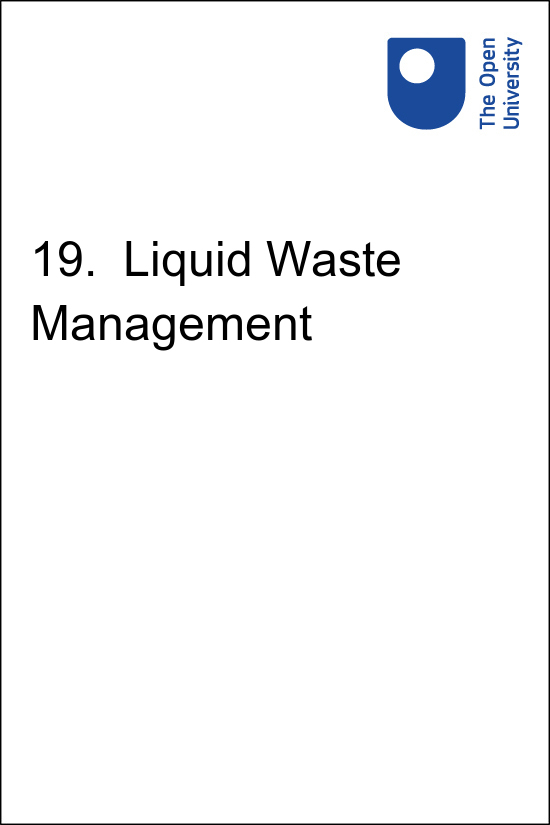 The Open
University
19. Liquid Waste
Management